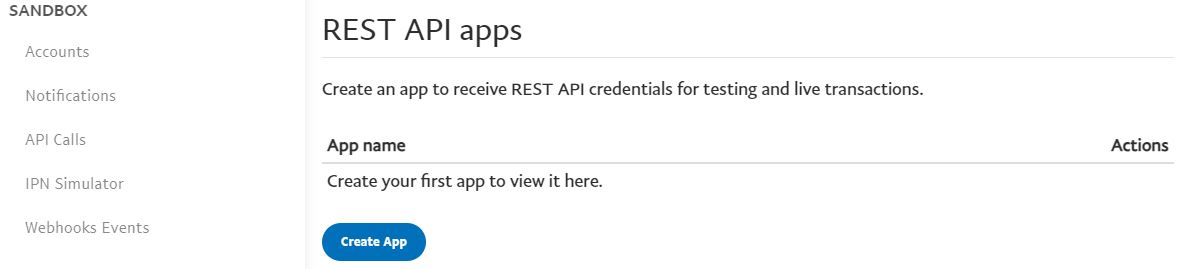 SANDBOX
Accounts
Notifications
API Calls
IPN Simulator
Webhooks Events
REST API apps
Create an app to receive REST API credentials for testing and live transactions.
App name Actions
Create your first app to view it here.
Create App